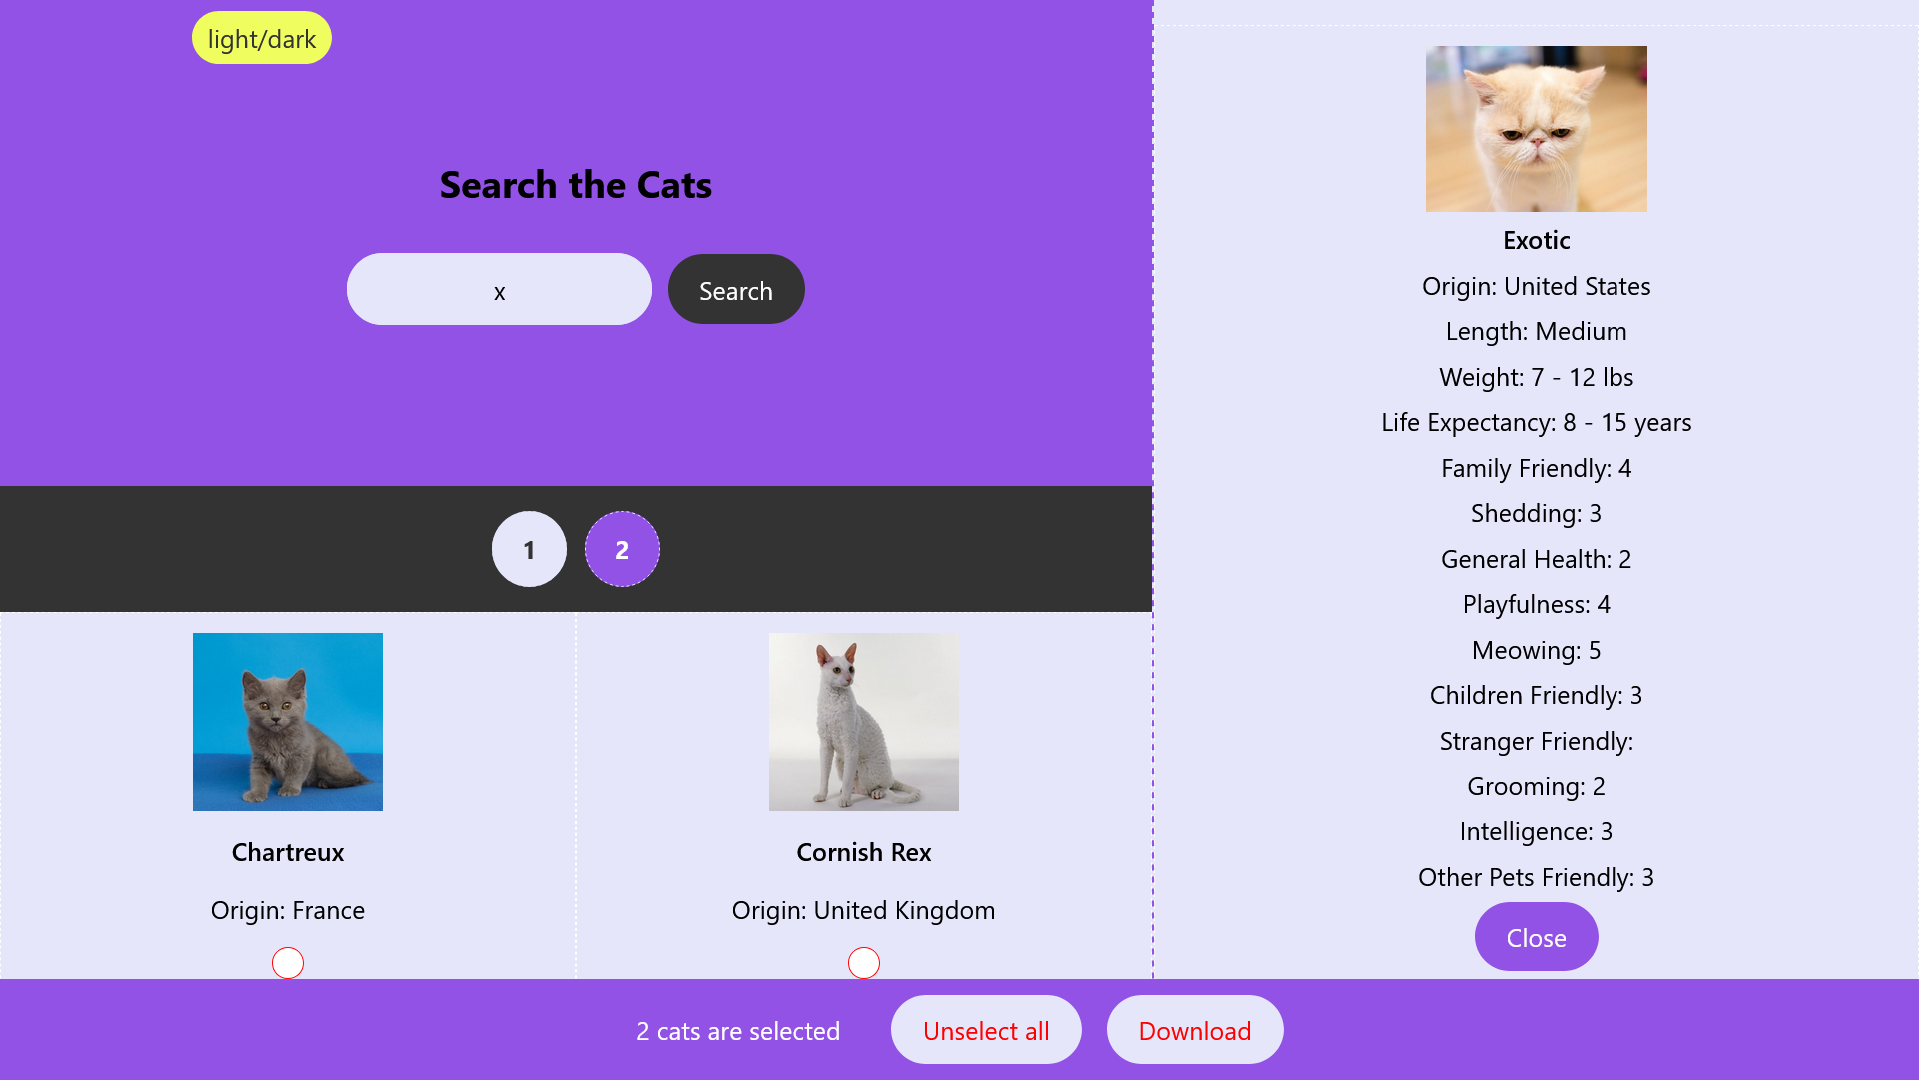 light/dark
Search the Cats
x
Search
1
2
Chartreux
Origin: France
Cornish Rex
Origin: United Kingdom
Exotic
Origin: United States
Length: Medium
Weight: 7 - 12 lbs
Life Expectancy: 8 - 15 years
Family Friendly: 4
Shedding: 3
General Health: 2
Playfulness: 4
Meowing: 5
Children Friendly: 3
Stranger Friendly:
Grooming: 2
Intelligence: 3
Other Pets Friendly: 3
Close
2 cats are selected
Unselect all
Download